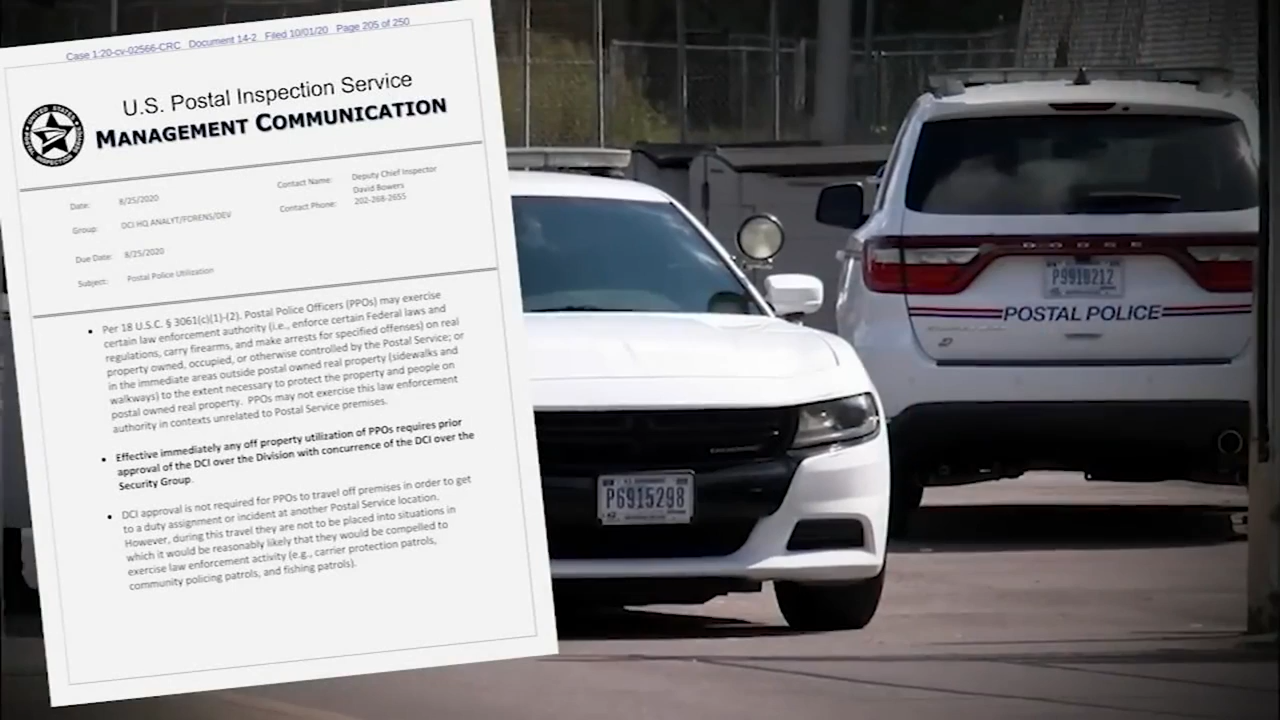 Case 1:20-cv-02566-CRC Document 14-2 Filed 10/01/20 Page 205 of 250
U.S. Postal Inspection Service
MANAGEMENT COMMUNICATION
Date: 8/25/2020
Group: DCI HQ ANALYT/FORENS/DEV
Due Date: 8/25/2020
Subject: Postal Police Utilization
Contact Name: Deputy Chief Inspector
David Bowers
Contact Phone: 202-268-2655
• Per 18 U.S.C. § 3061(c)(1)-(2). Postal Police Officers (PPOs) may exercise
certain law enforcement authority (i.e., enforce certain Federal laws and
regulations, carry firearms, and make arrests for specified offenses) on real
property owned, occupied, or otherwise controlled by the Postal Service; or
in the immediate areas outside postal owned real property (sidewalks and
walkways) to the extent necessary to protect the property and people on
postal owned real property. PPOs may not exercise this law enforcement
authority in contexts unrelated to Postal Service premises.
• Effective immediately any off property utilization of PPOs requires prior
approval of the DCI over the Division with concurrence of the DCI over the
Security Group.
• DCI approval is not required for PPOs to travel off premises in order to get
to a duty assignment or incident at another Postal Service location.
However, during this travel they are not to be placed into situations in
which it would be reasonably likely that they would be compelled to
exercise law enforcement activity (e.g., carrier protection patrols,
community policing patrols, and fishing patrols).
P6915298
DODGE
P9918212
POSTAL POLICE